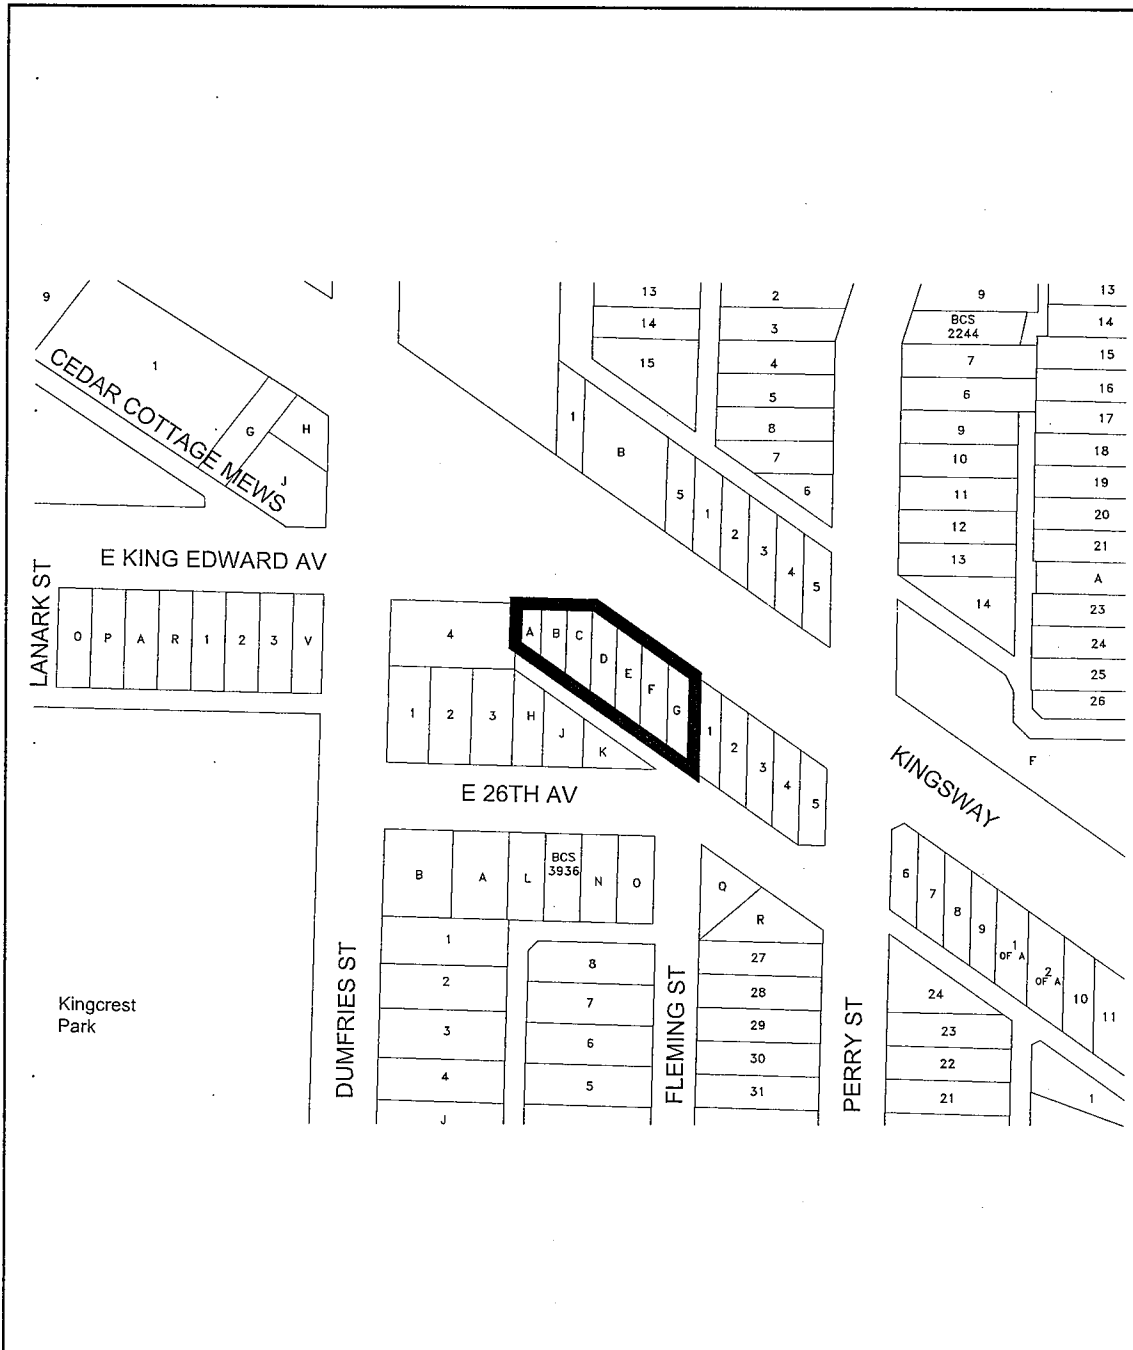 13
2
9
13
9
BCS
2244
14
14
3
15
1
15
4
7
16
5
6
17
CEDAR COTTAGE MEWS
G
H
1
8
9
18
B
7
10
19
J
5
1
6
11
20
2
12
21
3
13
A
E KING EDWARD AV
4
5
14
23
LANARK ST
O
P
A
R
1
2
3
V
4
A
B
C
24
D
E
F
G
25
26
1
2
3
H
J
K
1
2
3
4
5
F
KINGSWAY
E 26TH AV
B
A
L
BCS
3936
N
O
Q
R
6
7
8
9
1
OF A
2
OF A
10
11
1
2
3
4
J
8
7
6
5
27
28
29
30
31
24
23
22
21
1
Kingcrest
Park
DUMFRIES ST
FLEMING ST
PERRY ST